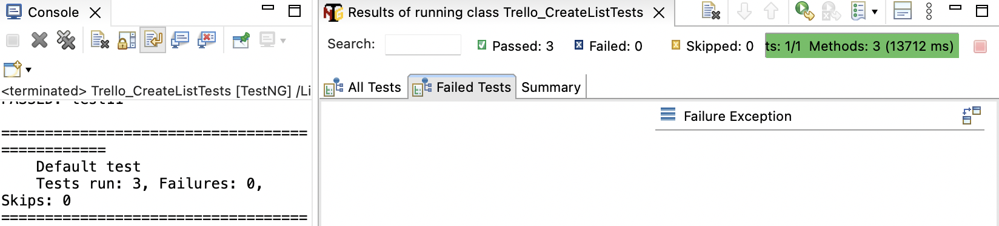 Console
<terminated> Trello_CreateListTests [TestNG] /Li
===================================
============
Default test
Tests run: 3, Failures: 0,
Skips: 0
===================================
Results of running class Trello_CreateListTests
Search:
Passed: 3
Failed: 0
Skipped: 0
ts: 1/1 Methods: 3 (13712 ms)
All Tests
Failed Tests
Summary
Failure Exception